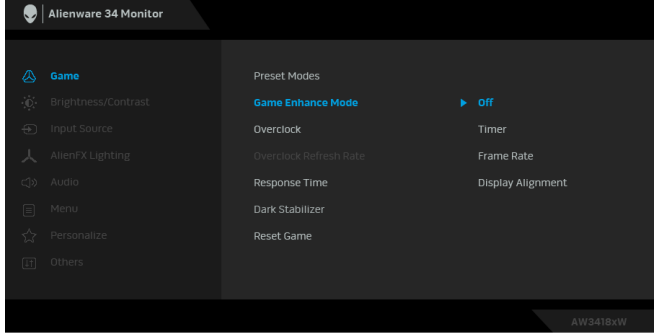 Alienware 34 Monitor
Game
Brightness/Contrast
Input Source
AlienFX Lighting
Audio
Menu
Personalize
Others
Preset Modes
Game Enhance Mode
Overclock
Overclock Refresh Rate
Response Time
Dark Stabilizer
Reset Game
Off
Timer
Frame Rate
Display Alignment
AW3418xW